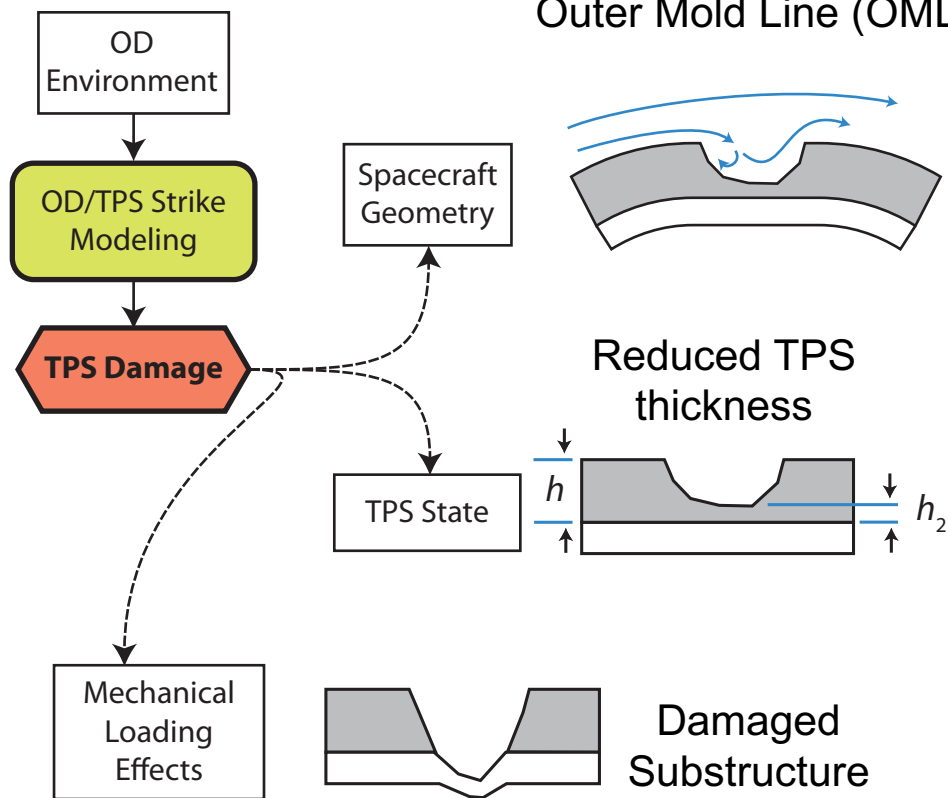 Outer Mold Line (OML
OD
Environment
OD/TPS Strike
Modeling
Spacecraft
Geometry
TPS Damage
Reduced TPS
thickness
h
h2
TPS State
Mechanical
Loading
Effects
Damaged
Substructure